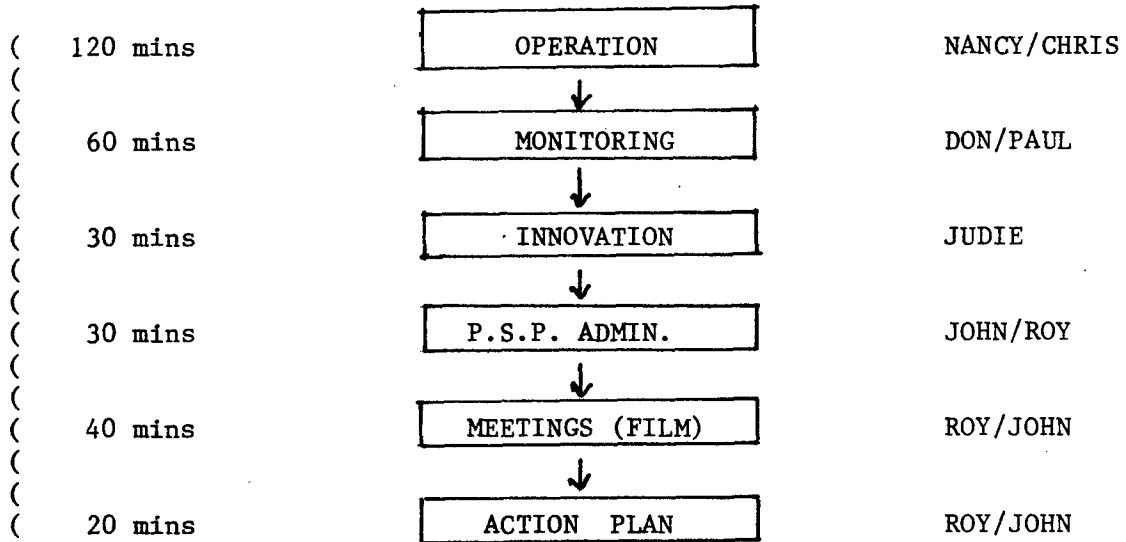 ( 120 mins OPERATION NANCY/CHRIS
(
(
( 60 mins MONITORING DON/PAUL
(
(
( 30 mins INNOVATION JUDIE
(
(
( 30 mins P.S.P. ADMIN. JOHN/ROY
(
(
( 40 mins MEETINGS (FILM) ROY/JOHN
(
(
( 20 mins ACTION PLAN ROY/JOHN